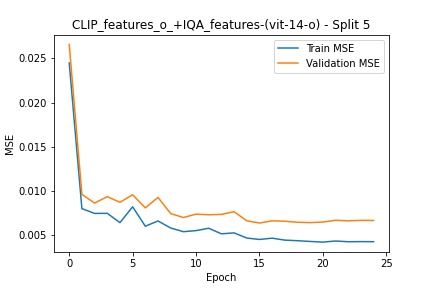 CLIP_features_o_+IQA_features-(vit-14-o) - Split 5
Train MSE
Validation MSE
0.025
0.020
0.015
0.010
0.005
MSE
0 5 10 15 20 25
Epoch